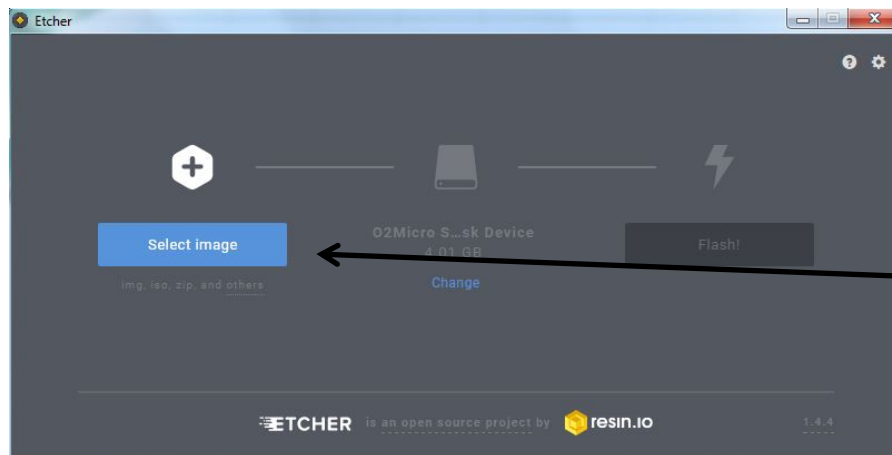 Etcher
Select image
O2Micro S...sk Device
4.01 GB
Flash!
img, iso, zip, and others
Change
ETCHER is an open source project by resin.io
1.4.4